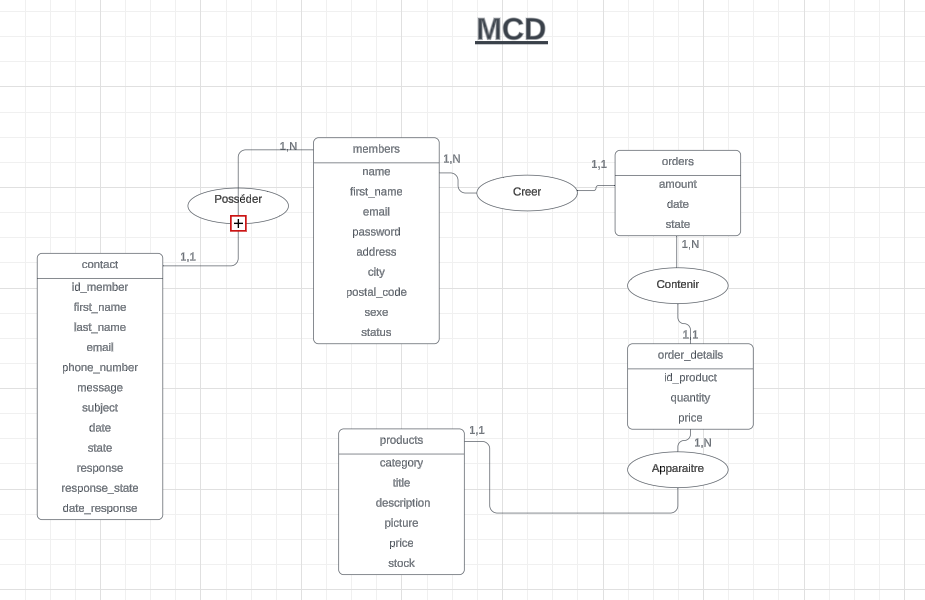 MCD
1,N
members
name
first_name
email
password
address
city
postal_code
sexe
status
1,N
Creer
1,1
orders
amount
date
state
Posséder
1,1
contact
id_member
first_name
last_name
email
phone_number
message
subject
date
state
response
response_state
date_response
1,N
Contenir
1,1
order_details
id_product
quantity
price
1,N
Apparaitre
1,1
products
category
title
description
picture
price
stock